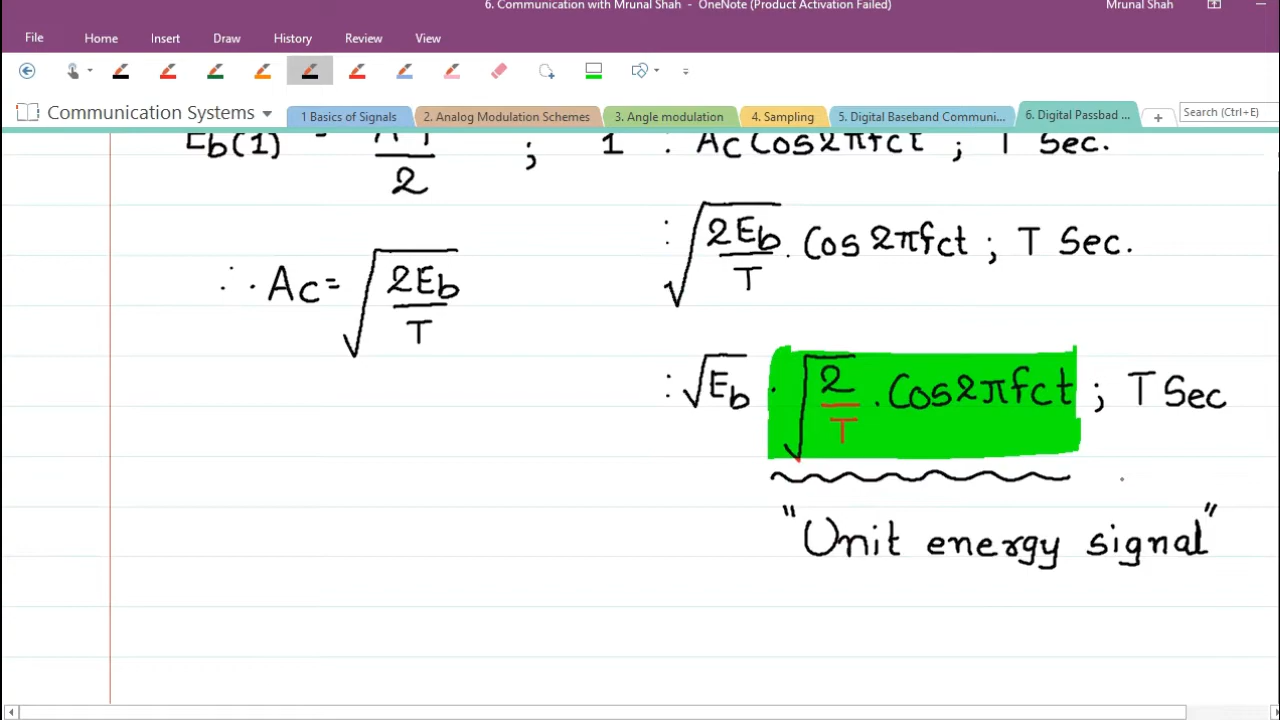 6. Communication with Mrunal Shah - OneNote (Product Activation Failed) Mrunal Shah
File Home Insert Draw History Review View
Communication Systems 1 Basics of Signals 2. Analog Modulation Schemes 3. Angle modulation 4. Sampling 5. Digital Baseband Communi... 6. Digital Passbad ... + Search (Ctrl+E)
Eb(1) = 2 ; 1 : Ac Cos2πfct ; T Sec.
: √(2Eb/T) . Cos2πfct ; T Sec.
∴ Ac = √(2Eb/T)
: √Eb . √(2/T) . Cos2πfct ; T Sec
"Unit energy signal"